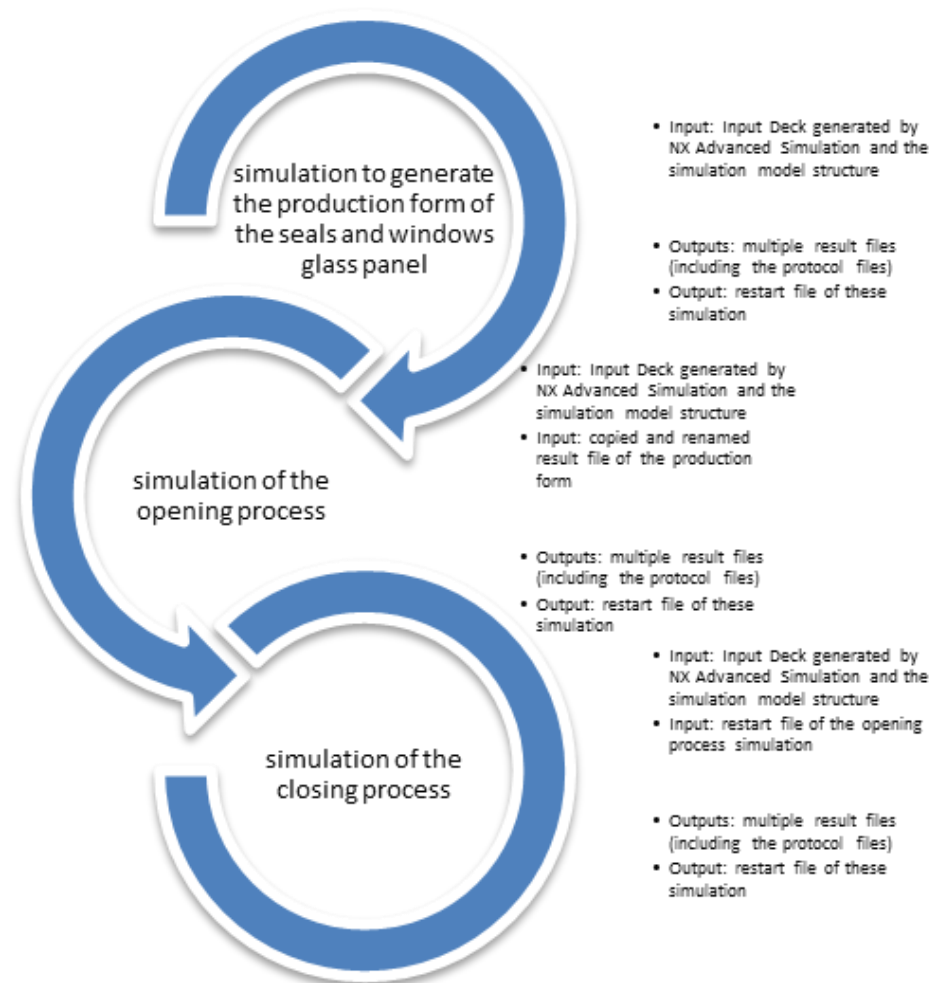 simulation to generate
the production form of
the seals and windows
glass panel
• Input: Input Deck generated by
NX Advanced Simulation and the
simulation model structure
• Outputs: multiple result files
(including the protocol files)
• Output: restart file of these
simulation
simulation of the
opening process
• Input: Input Deck generated by
NX Advanced Simulation and the
simulation model structure
• Input: copied and renamed
result file of the production
form
• Outputs: multiple result files
(including the protocol files)
• Output: restart file of these
simulation
simulation of the
closing process
• Input: Input Deck generated by
NX Advanced Simulation and the
simulation model structure
• Input: restart file of the opening
process simulation
• Outputs: multiple result files
(including the protocol files)
• Output: restart file of these
simulation